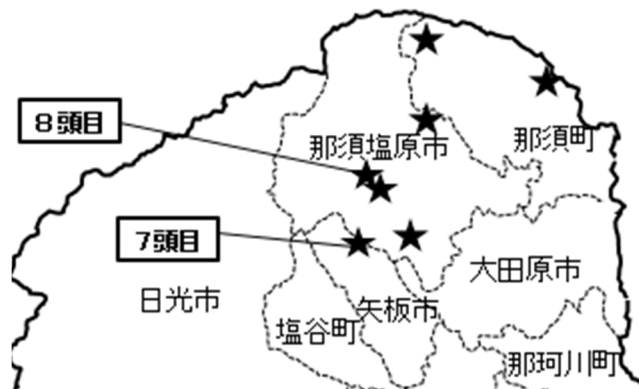 8頭目
那須塩原市
那須町
7頭目
大田原市
日光市
矢板市
塩谷町
那珂川町